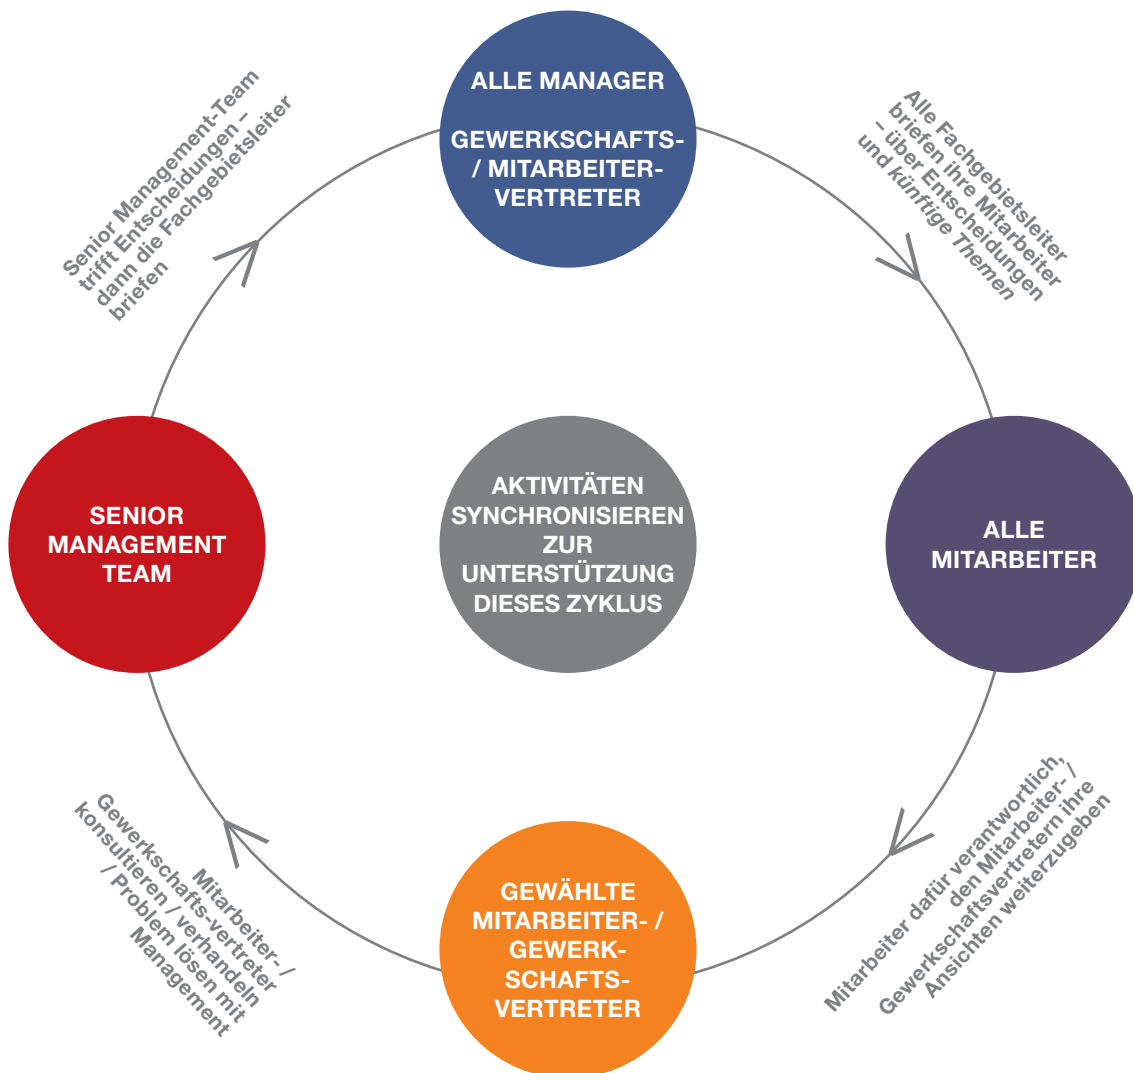 ALLE MANAGER
GEWERKSCHAFTS-
/ MITARBEITER-
VERTRETER
Senior Management-Team
trifft Entscheidungen –
dann die Fachgebietsleiter
briefen
Alle Fachgebietsleiter
briefen ihre Mitarbeiter
– über Entscheidungen
und künftige Themen
SENIOR
MANAGEMENT
TEAM
AKTIVITÄTEN
SYNCHRONISIEREN
ZUR
UNTERSTÜTZUNG
DIESES ZYKLUS
ALLE
MITARBEITER
Mitarbeiter- /
Gewerkschafts-vertreter
konsultieren / verhandeln
/ Problem lösen mit
Management
GEWÄHLTE
MITARBEITER- /
GEWERK-
SCHAFTS-
VERTRETER
Mitarbeiter dafür verantwortlich,
den Mitarbeiter- /
Gewerkschaftsvertretern ihre
Ansichten weiterzugeben